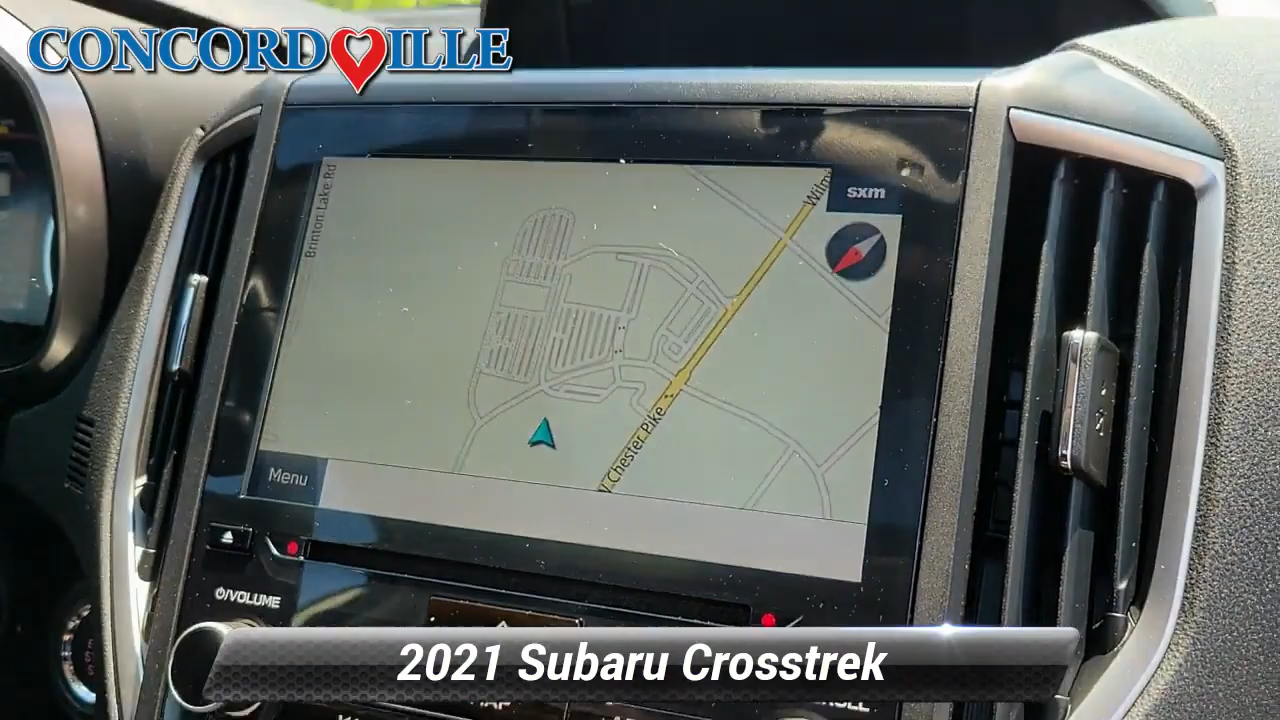 CONCORDVILLE
Brinton Lake Rd
Wilm
sxm
Chester Pike
Menu
VOLUME
2021 Subaru Crosstrek